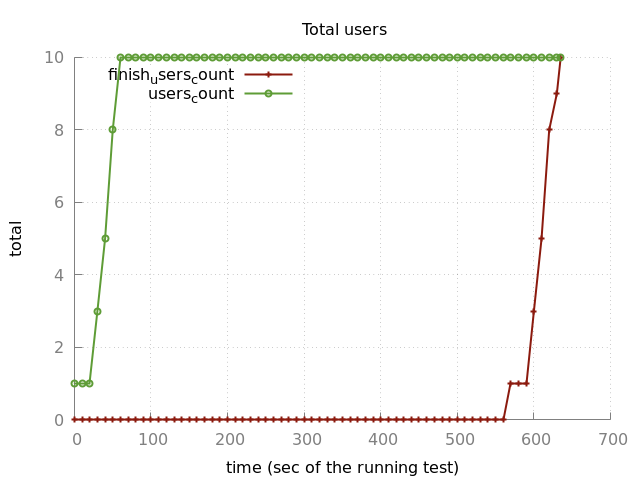 Total users
10
8
6
4
2
0
finish_users_count
users_count
total
0 100 200 300 400 500 600 700
time (sec of the running test)